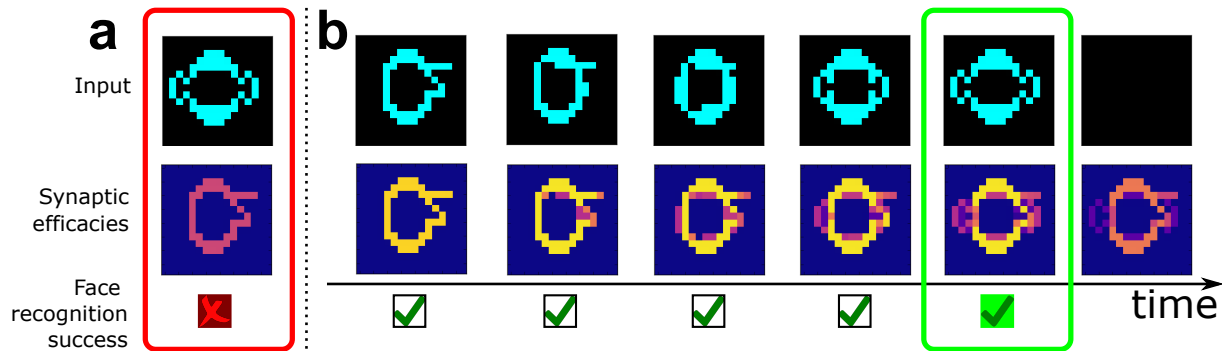 a
b
Input
Synaptic
efficacies
Face
recognition
success
time